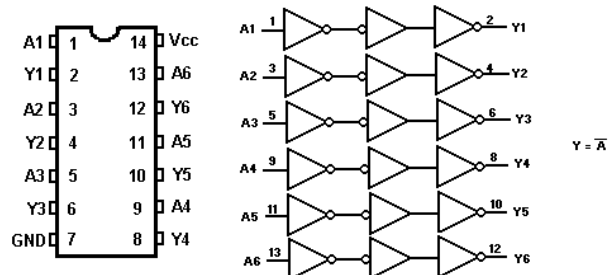 A1 1 14 Vcc
Y1 2 13 A6
A2 3 12 Y6
Y2 4 11 A5
A3 5 10 Y5
Y3 6 9 A4
GND 7 8 Y4
A1 1 2 Y1
A2 3 4 Y2
A3 5 6 Y3
A4 9 8 Y4
A5 11 10 Y5
A6 13 12 Y6
Y = A̅